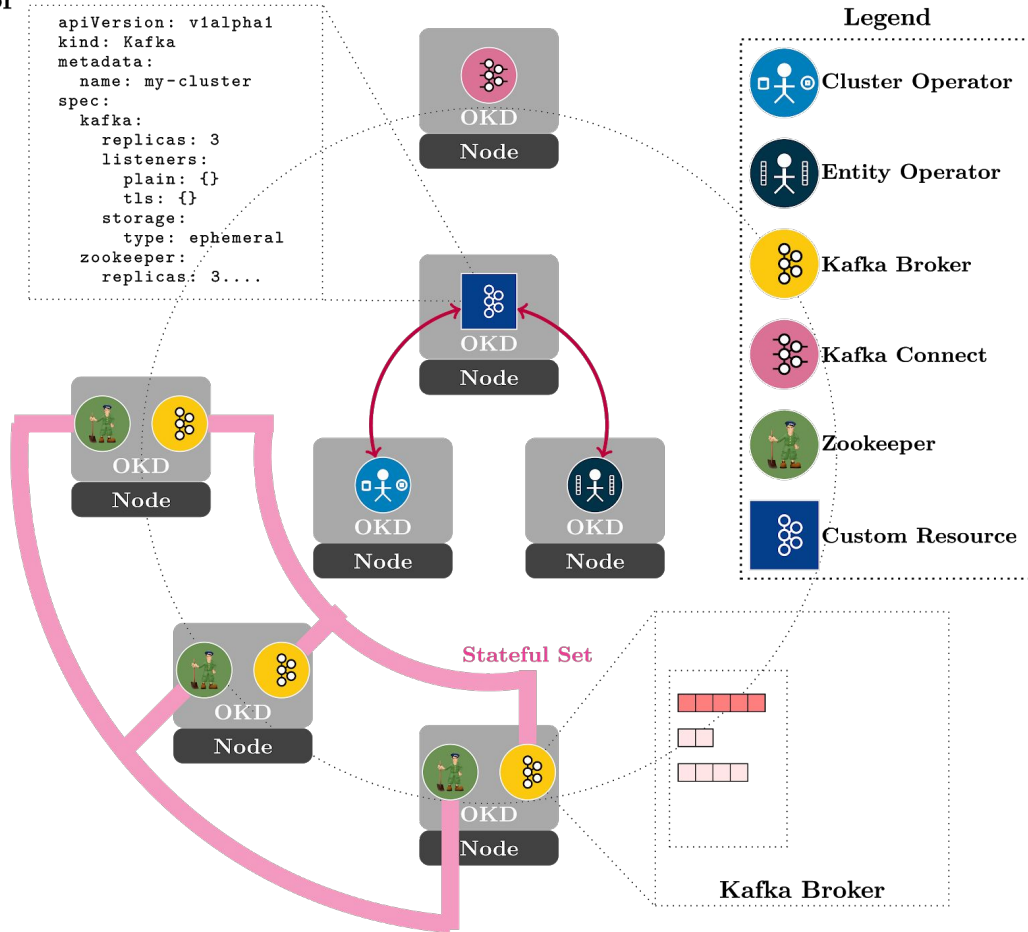 or
apiVersion: v1alpha1
kind: Kafka
metadata:
  name: my-cluster
spec:
  kafka:
    replicas: 3
    listeners:
      plain: {}
      tls: {}
    storage:
      type: ephemeral
  zookeeper:
    replicas: 3....
OKD
Node
Legend
Cluster Operator
Entity Operator
Kafka Broker
Kafka Connect
Zookeeper
Custom Resource
OKD
Node
OKD
Node
OKD
Node
OKD
Node
Stateful Set
OKD
Node
OKD
Node
Kafka Broker